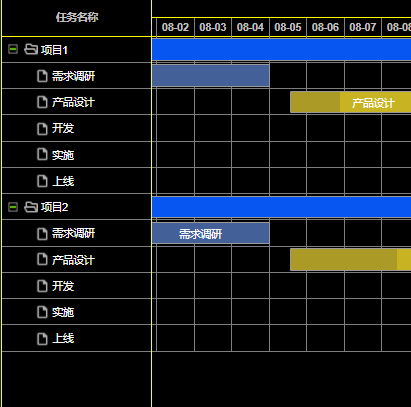 任务名称
08-02 08-03 08-04 08-05 08-06 08-07 08-08
项目1
需求调研
产品设计 产品设计
开发
实施
上线
项目2
需求调研 需求调研
产品设计
开发
实施
上线